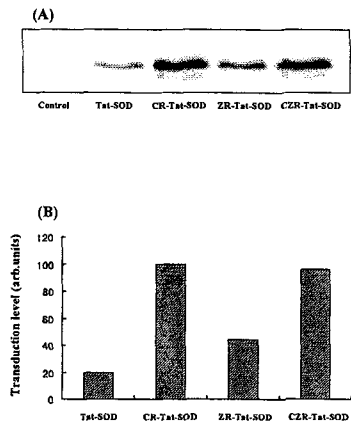 (A)
Control Tat-SOD CR-Tat-SOD ZR-Tat-SOD CZR-Tat-SOD
(B)
Transduction level (arb.units)
120
100
80
60
40
20
0
Tat-SOD CR-Tat-SOD ZR-Tat-SOD CZR-Tat-SOD